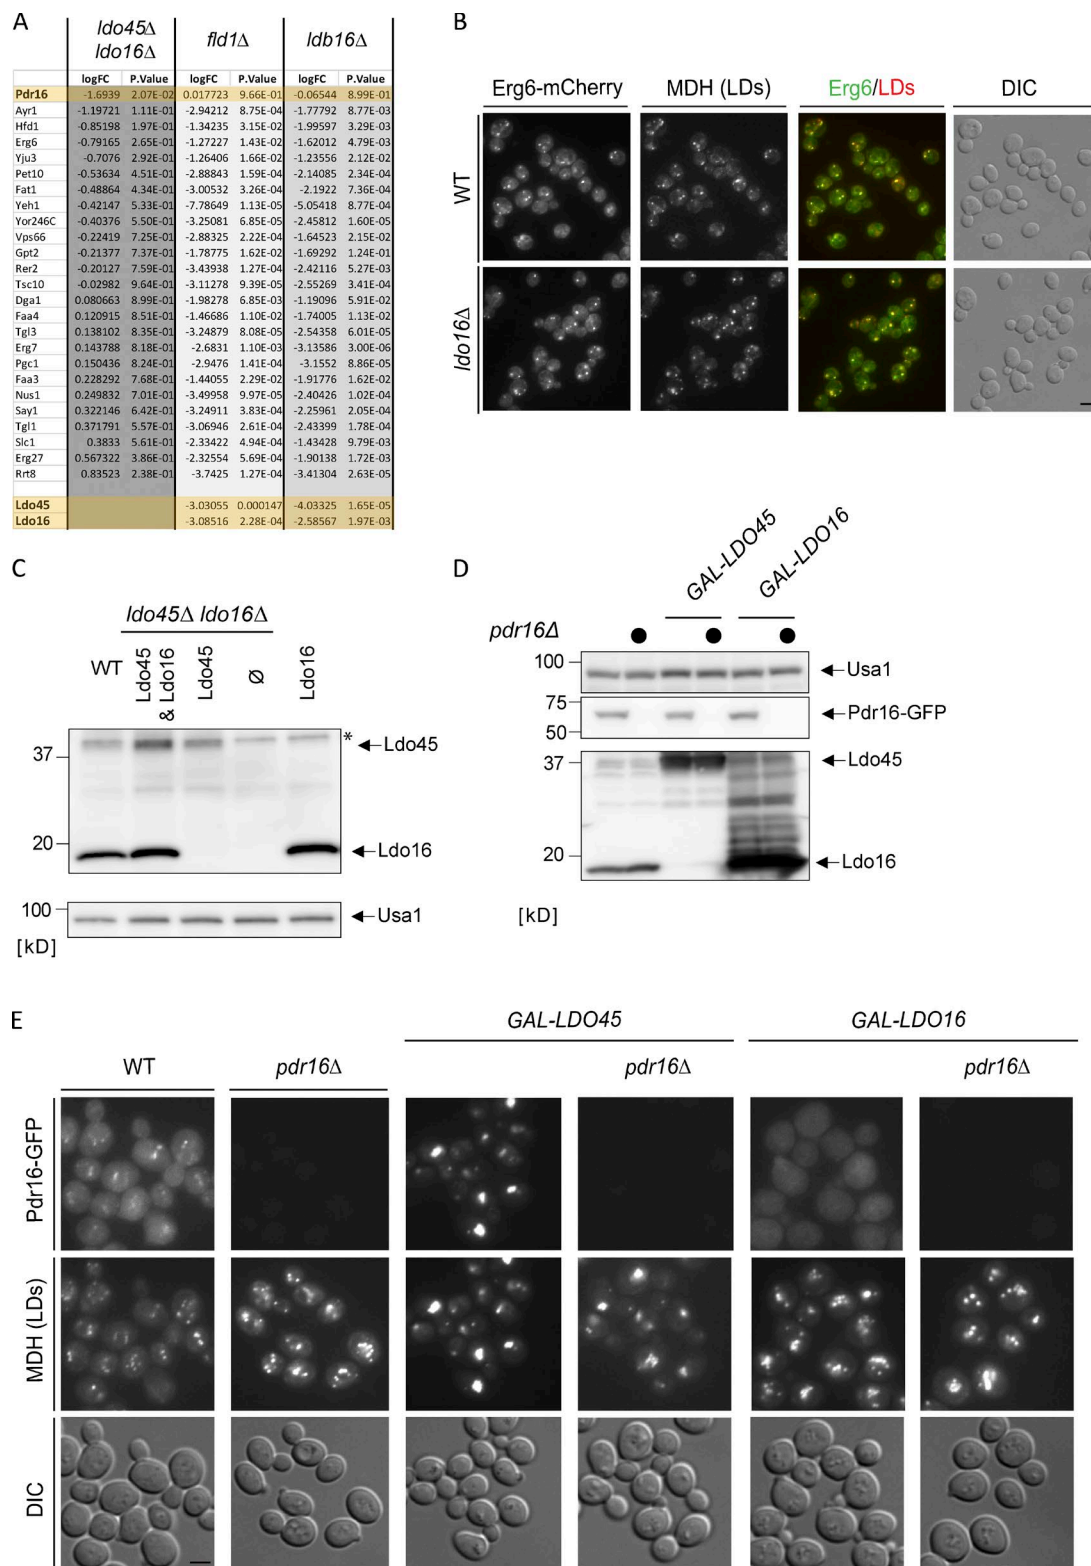 A
ldo45Δ ldo16Δ fld1Δ ldb16Δ
logFC P.Value logFC P.Value logFC P.Value
Pdr16 -1.6939 2.07E-02 0.017723 9.66E-01 -0.06544 8.99E-01
Ayr1 -1.19721 1.11E-01 -2.94212 8.75E-04 -1.77792 8.77E-03
Hfd1 -0.85198 1.97E-01 -1.34235 3.15E-02 -1.99597 3.29E-03
Erg6 -0.79165 2.65E-01 -1.27227 1.43E-02 -1.62012 4.79E-03
Yju3 -0.7076 2.92E-01 -1.26406 1.66E-02 -1.23556 2.12E-02
Pet10 -0.53634 4.51E-01 -2.88843 1.59E-04 -2.14085 2.34E-04
Fat1 -0.48864 4.34E-01 -3.00532 3.26E-04 -2.1922 7.36E-04
Yeh1 -0.42147 5.33E-01 -7.78649 1.13E-05 -5.05418 8.77E-04
Yor246C -0.40376 5.50E-01 -3.25081 6.85E-05 -2.45812 1.60E-05
Vps66 -0.22419 7.25E-01 -2.88325 2.22E-04 -1.64523 2.15E-02
Gpt2 -0.21377 7.37E-01 -1.78775 1.62E-02 -1.69292 1.24E-01
Rer2 -0.20127 7.59E-01 -3.43938 1.27E-04 -2.42116 5.27E-03
Tsc10 -0.02982 9.64E-01 -3.11278 9.39E-05 -2.55269 3.41E-04
Dga1 0.080663 8.99E-01 -1.98278 6.85E-03 -1.19096 5.91E-02
Faa4 0.120915 8.51E-01 -1.46686 1.10E-02 -1.74005 1.13E-02
Tgl3 0.138102 8.35E-01 -3.24879 8.08E-05 -2.54358 6.01E-05
Erg7 0.143788 8.18E-01 -2.6831 1.10E-03 -3.13586 3.00E-06
Pgc1 0.150436 8.24E-01 -2.9476 1.41E-04 -3.1552 8.86E-05
Faa3 0.228292 7.68E-01 -1.44055 2.29E-02 -1.91776 1.62E-02
Nus1 0.249832 7.01E-01 -3.49958 9.97E-05 -2.40426 1.02E-04
Say1 0.322146 6.42E-01 -3.24911 3.83E-04 -2.25961 2.05E-04
Tgl1 0.371791 5.57E-01 -3.06946 2.61E-04 -2.43399 1.78E-04
Slc1 0.3833 5.61E-01 -2.33422 4.94E-04 -1.43428 9.79E-03
Erg27 0.567322 3.86E-01 -2.32554 5.69E-04 -1.90138 1.72E-03
Rrt8 0.83523 2.38E-01 -3.7425 1.27E-04 -3.41304 2.63E-05
Ldo45 -3.03055 0.000147 -4.03325 1.65E-05
Ldo16 -3.08516 2.28E-04 -2.58567 1.97E-03
B
Erg6-mCherry MDH (LDs) Erg6/LDs DIC
WT
ldo16Δ
C
ldo45Δ ldo16Δ
WT Ldo45 & Ldo16 Ldo45 Ø Ldo16
37 * Ldo45
20 Ldo16
100 Usa1
[kD]
D
GAL-LDO45 GAL-LDO16
pdr16Δ ● ● ●
100 Usa1
75 Pdr16-GFP
50
37 Ldo45
20 Ldo16
[kD]
E
GAL-LDO45 GAL-LDO16
WT pdr16Δ pdr16Δ pdr16Δ
Pdr16-GFP
MDH (LDs)
DIC